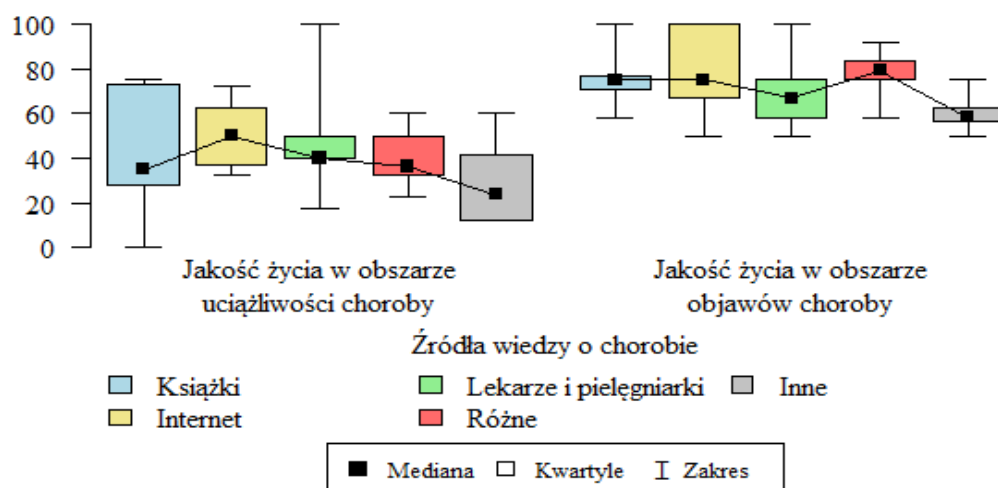 100
80
60
40
20
0
Jakość życia w obszarze
uciążliwości choroby
Jakość życia w obszarze
objawów choroby
Źródła wiedzy o chorobie
Książki
Lekarze i pielęgniarki
Inne
Internet
Różne
Mediana
Kwartyle
Zakres